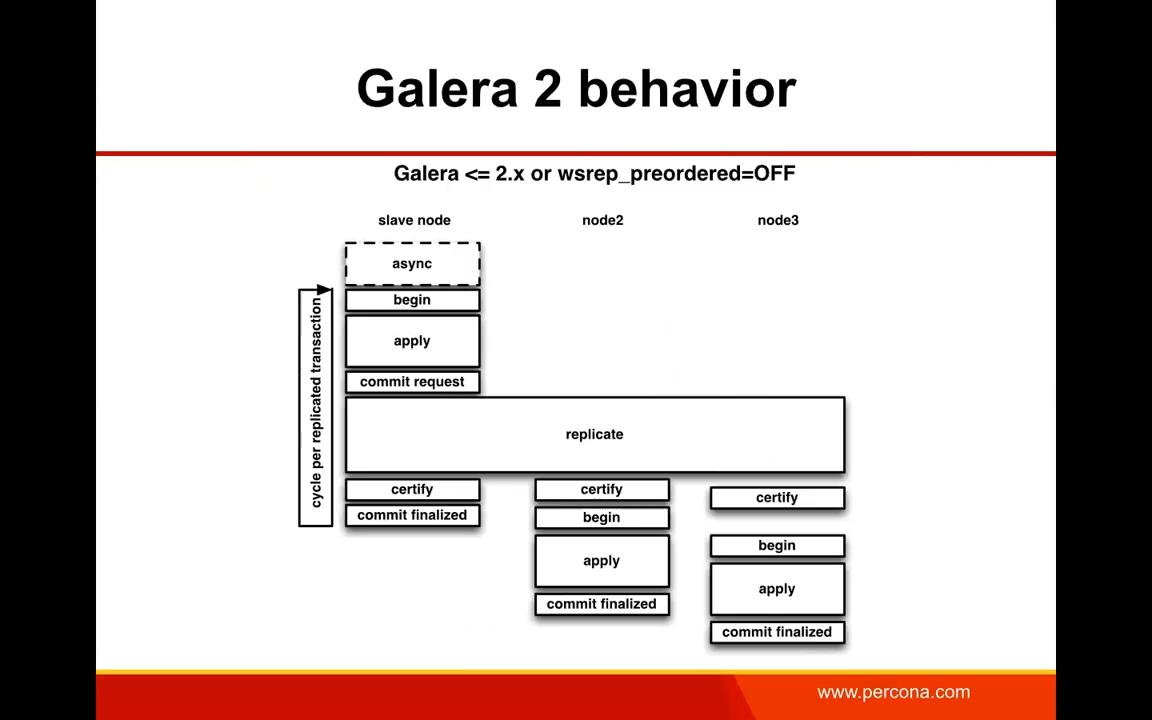 Galera 2 behavior
Galera <= 2.x or wsrep_preordered=OFF
slave node
node2
node3
async
begin
apply
commit request
cycle per replicated transaction
replicate
certify
commit finalized
certify
begin
apply
commit finalized
certify
begin
apply
commit finalized
www.percona.com